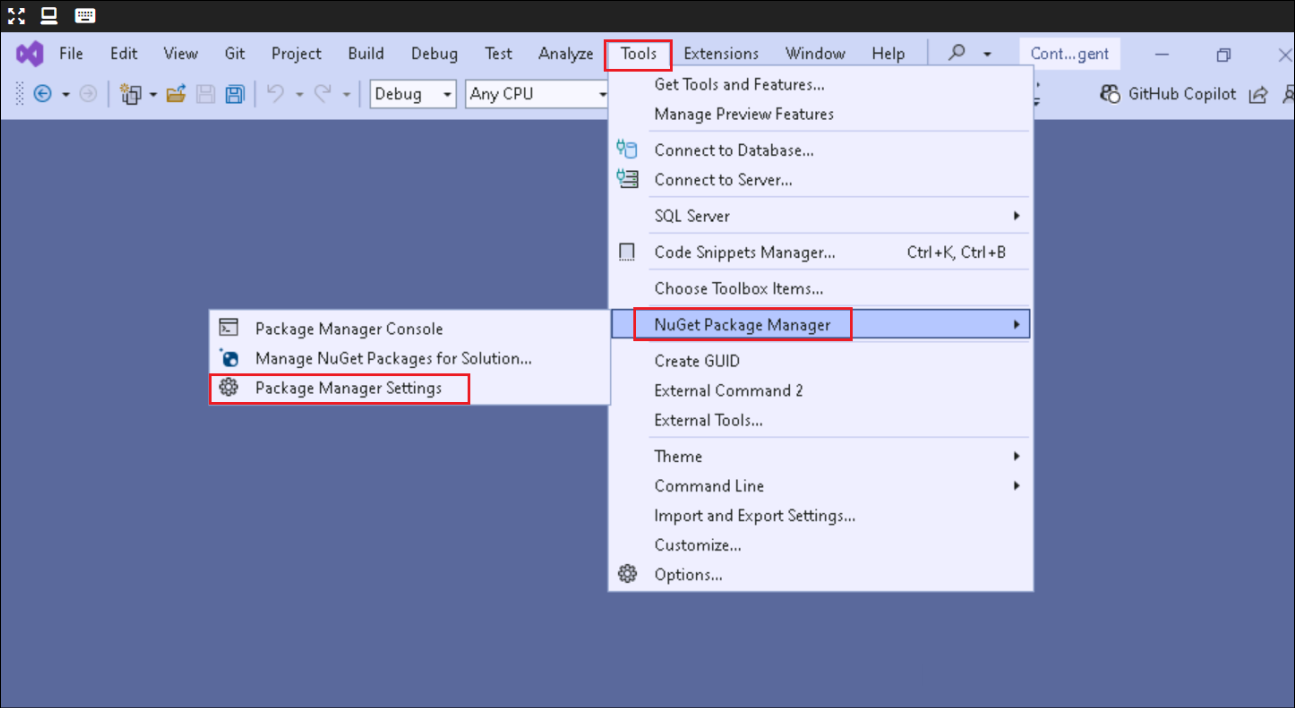 File Edit View Git Project Build Debug Test Analyze Tools Extensions Window Help Cont...gent
Debug Any CPU GitHub Copilot
Get Tools and Features...
Manage Preview Features
Connect to Database...
Connect to Server...
SQL Server
Code Snippets Manager... Ctrl+K, Ctrl+B
Choose Toolbox Items...
NuGet Package Manager
Package Manager Console
Manage NuGet Packages for Solution...
Package Manager Settings
Create GUID
External Command 2
External Tools...
Theme
Command Line
Import and Export Settings...
Customize...
Options...